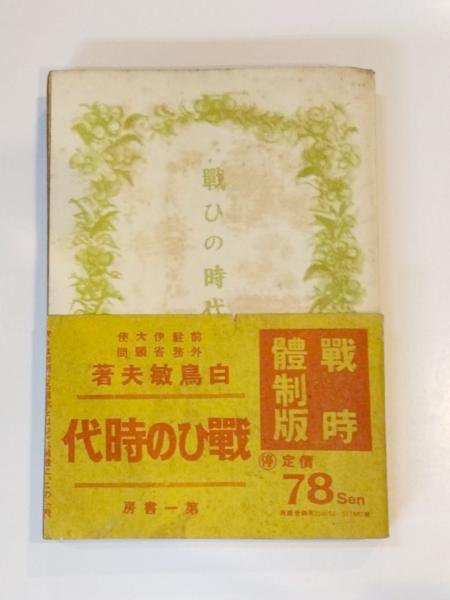 戰ひの時代
戰時
體制版
停 定價
78 Sen
前駐伊大使
外務省顧問
白鳥敏夫著
戰ひの時代
第一書房